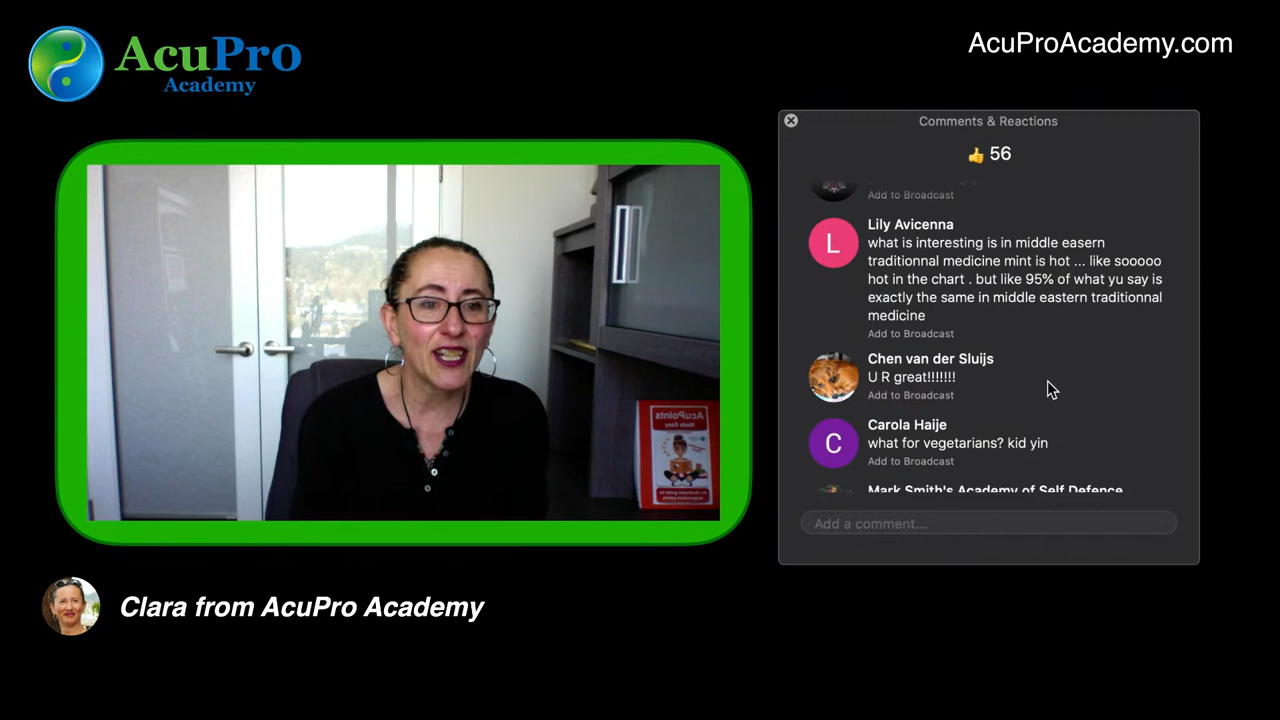 AcuPro
Academy
AcuProAcademy.com
Comments & Reactions
👍 56
Add to Broadcast
L
Lily Avicenna
what is interesting is in middle easern
traditionnal medicine mint is hot ... like sooooo
hot in the chart . but like 95% of what yu say is
exactly the same in middle eastern traditionnal
medicine
Add to Broadcast
Chen van der Sluijs
U R great!!!!!!!
Add to Broadcast
C
Carola Haije
what for vegetarians? kid yin
Add to Broadcast
Mark Smith's Academy of Self Defence
Add a comment...
AcuPoints
Made Easy
Clara from AcuPro Academy